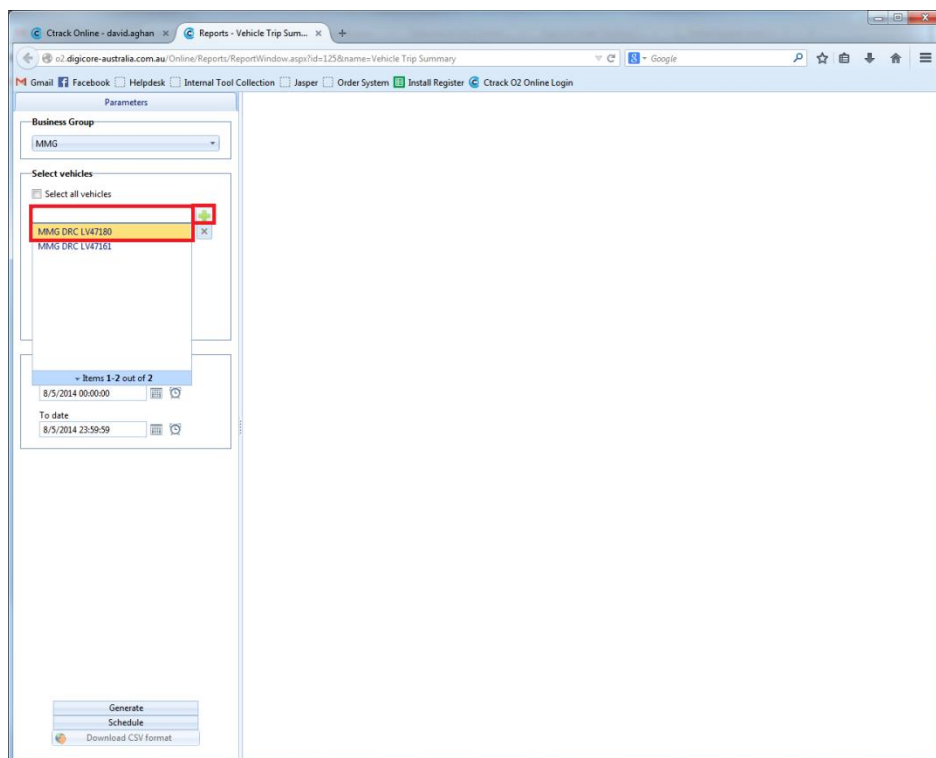 Ctrack Online - david.aghan
Reports - Vehicle Trip Sum...
o2.digicore-australia.com.au/Online/Reports/ReportWindow.aspx?id=125&name=Vehicle Trip Summary
Google
Gmail Facebook Helpdesk Internal Tool Collection Jasper Order System Install Register Ctrack O2 Online Login
Parameters
Business Group
MMG
Select vehicles
Select all vehicles
MMG DRC LV47180
MMG DRC LV47161
Items 1-2 out of 2
8/5/2014 00:00:00
To date
8/5/2014 23:59:59
Generate
Schedule
Download CSV format